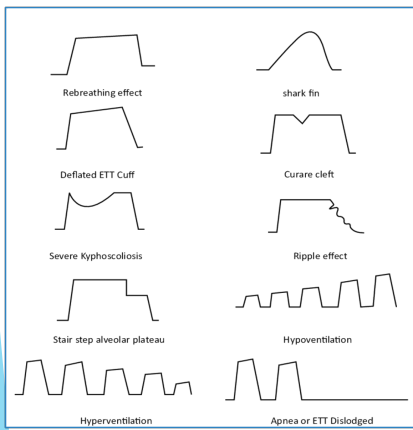 Rebreathing effect
shark fin
Deflated ETT Cuff
Curare cleft
Severe Kyphoscoliosis
Ripple effect
Stair step alveolar plateau
Hypoventilation
Hyperventilation
Apnea or ETT Dislodged